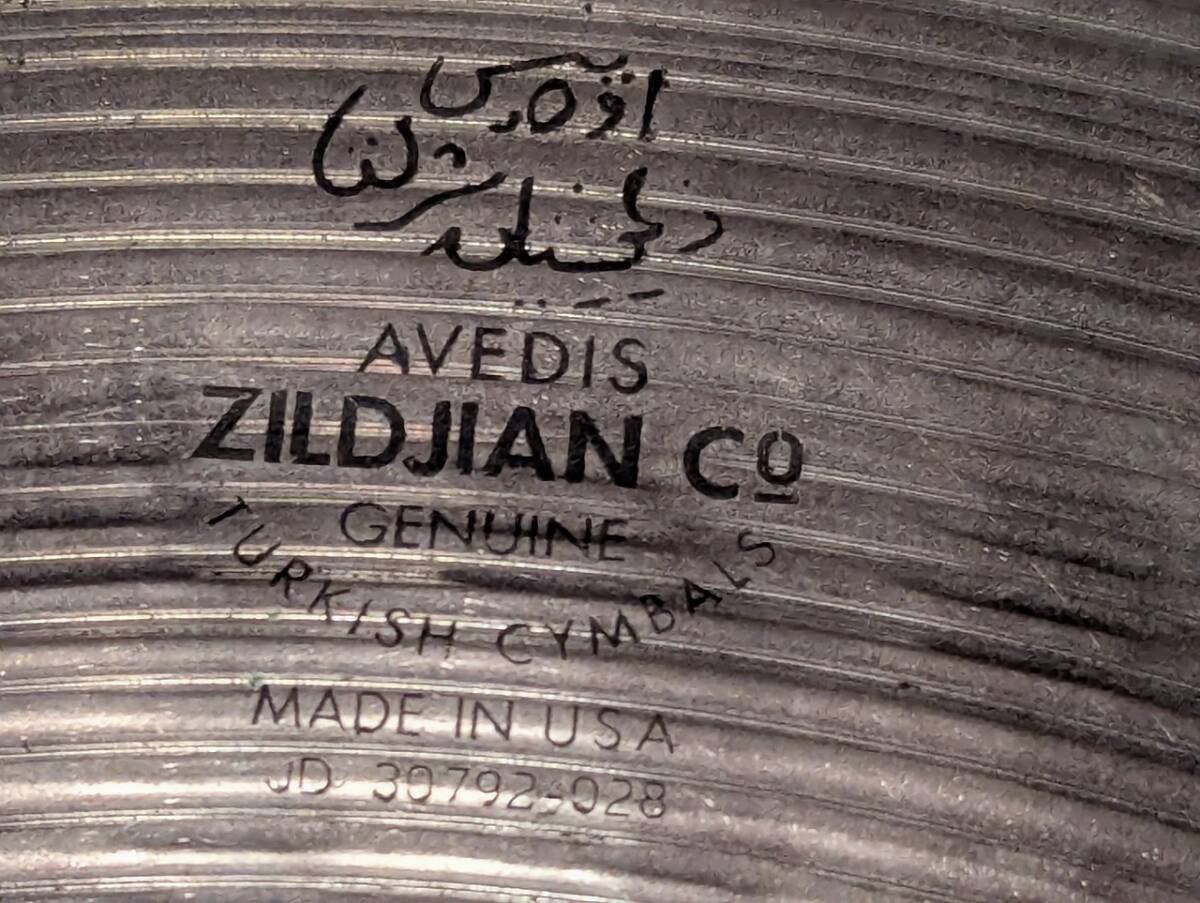 AVEDIS
ZILDJIAN Cº
GENUINE
TURKISH CYMBALS
MADE IN USA
JD 30792-028